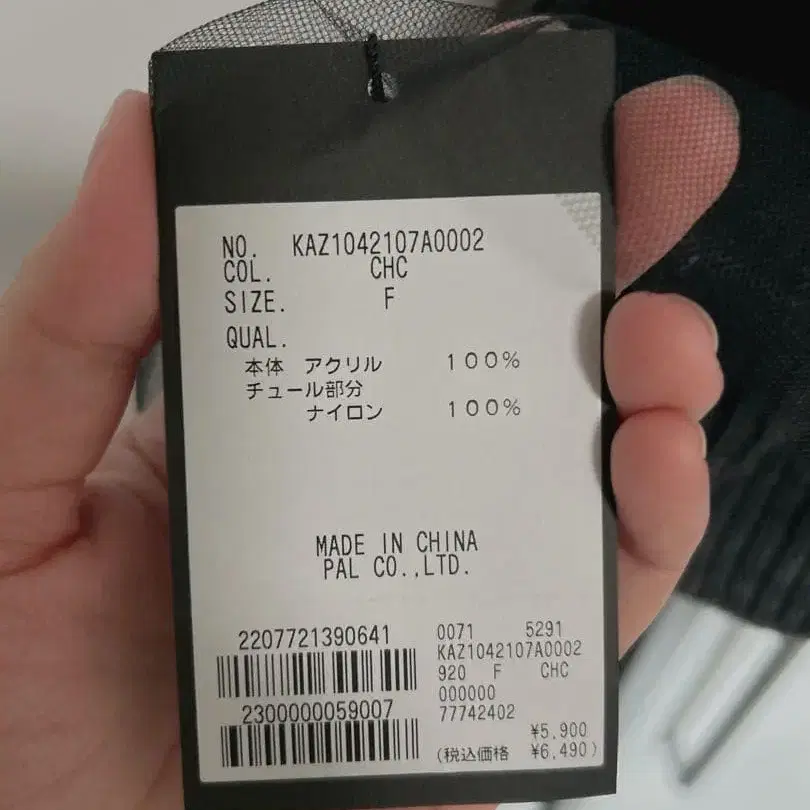 NO. KAZ1042107A0002
COL. CHC
SIZE. F
QUAL.
本体 アクリル 100%
チュール部分
ナイロン 100%
MADE IN CHINA
PAL CO.,LTD.
2207721390641
2300000059007
0071 5291
KAZ1042107A0002
920 F CHC
000000
77742402
¥5,900
(税込価格 ¥6,490)